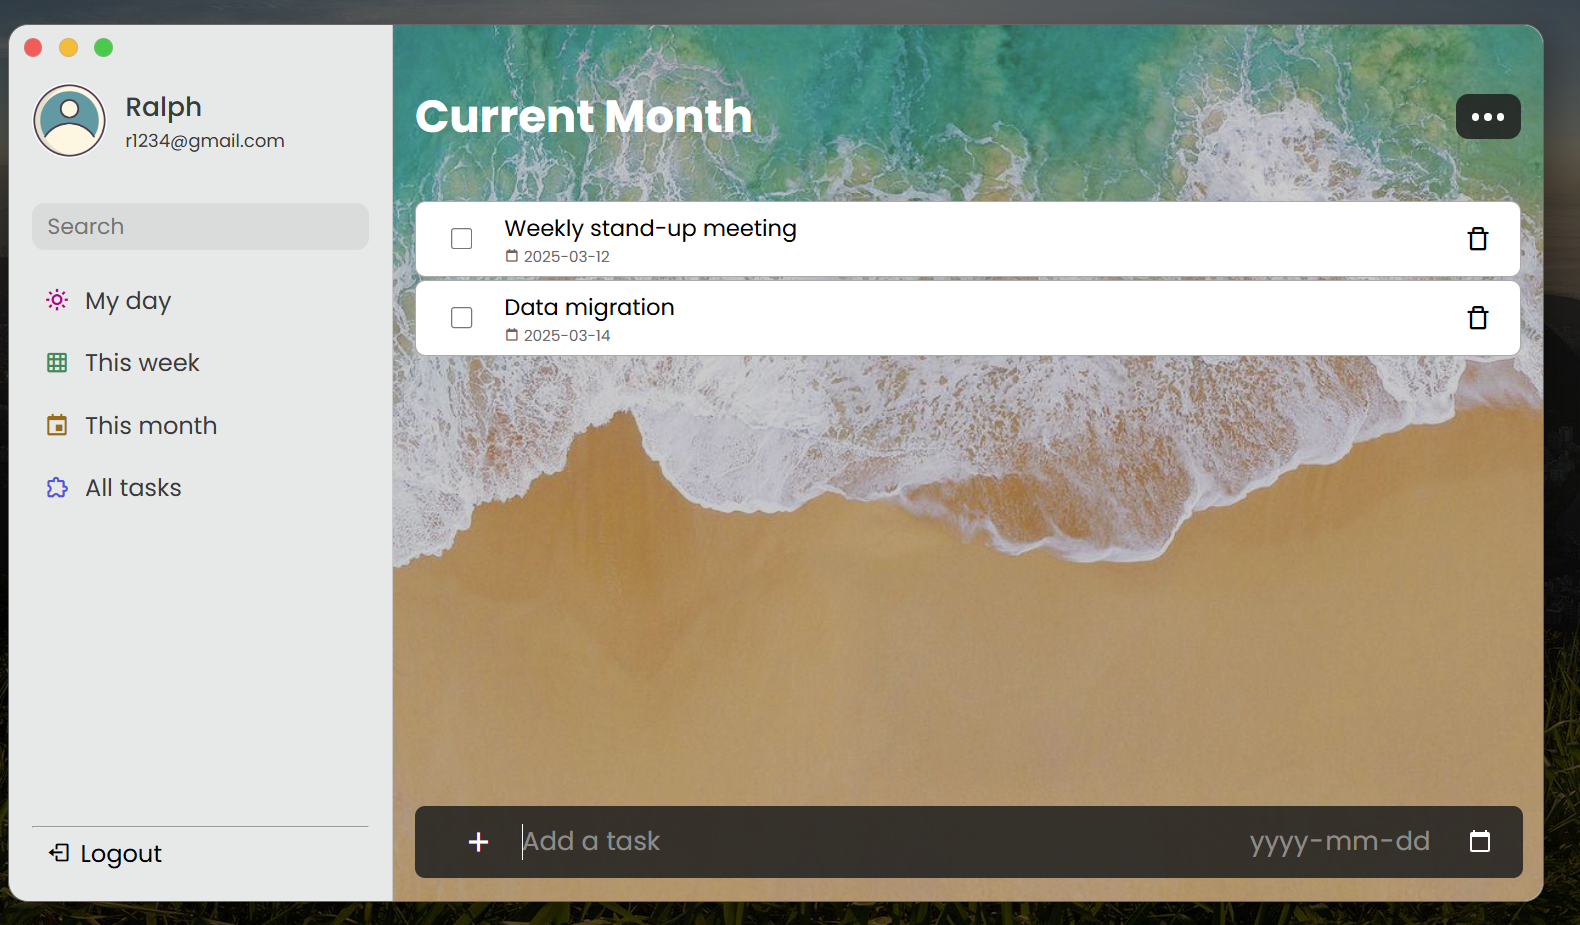 Ralph
r1234@gmail.com
Search
My day
This week
This month
All tasks
Logout
Current Month
Weekly stand-up meeting
2025-03-12
Data migration
2025-03-14
Add a task
yyyy-mm-dd